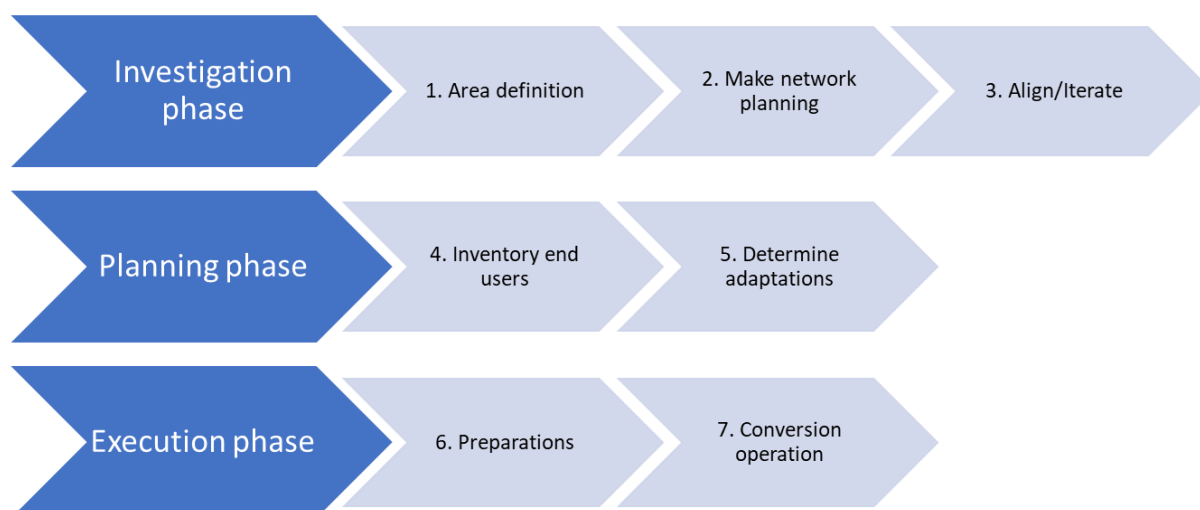 Investigation
phase
1. Area definition
2. Make network
planning
3. Align/Iterate
Planning phase
4. Inventory end
users
5. Determine
adaptations
Execution phase
6. Preparations
7. Conversion
operation